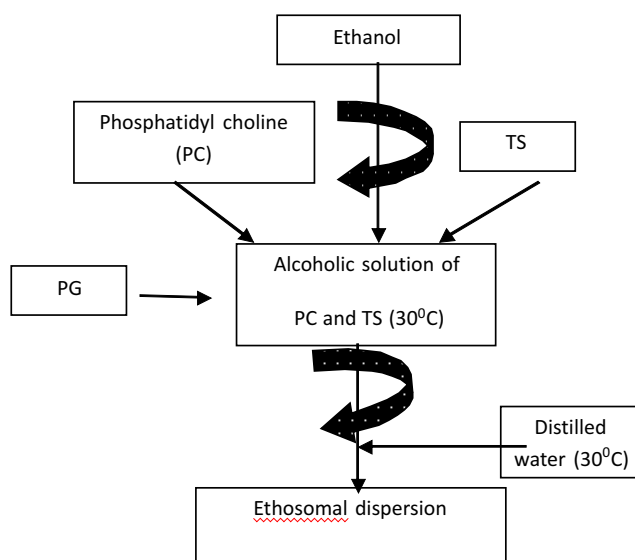 Ethanol
Phosphatidyl choline
(PC)
TS
Alcoholic solution of
PC and TS (30⁰C)
PG
Distilled
water (30⁰C)
Ethosomal dispersion